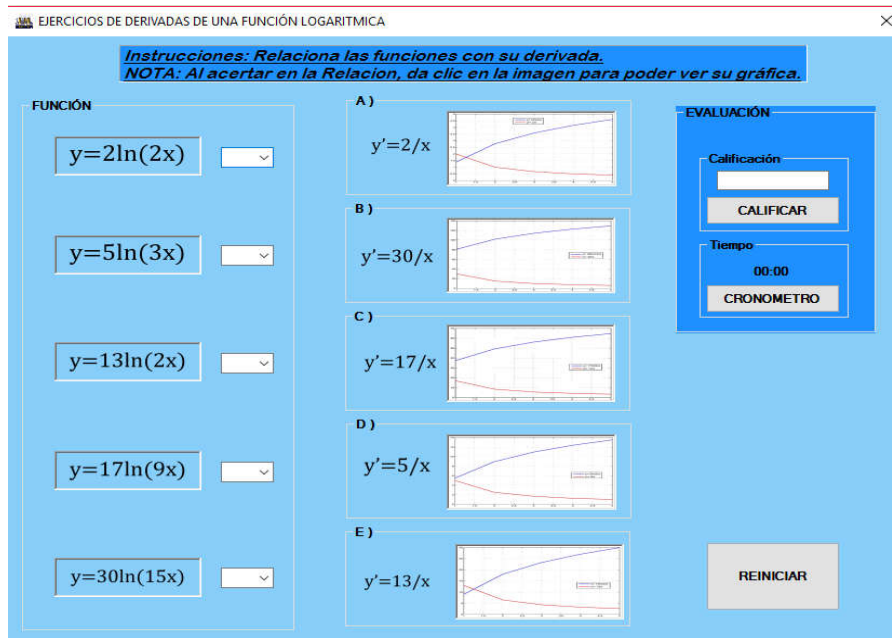 EJERCICIOS DE DERIVADAS DE UNA FUNCIÓN LOGARITMICA
Instrucciones: Relaciona las funciones con su derivada.
NOTA: Al acertar en la Relacion, da clic en la imagen para poder ver su gráfica.
FUNCIÓN
y=2ln(2x)
y=5ln(3x)
y=13ln(2x)
y=17ln(9x)
y=30ln(15x)
A )
y'=2/x
B )
y'=30/x
C )
y'=17/x
D )
y'=5/x
E )
y'=13/x
EVALUACIÓN
Calificación
CALIFICAR
Tiempo
00:00
CRONOMETRO
REINICIAR